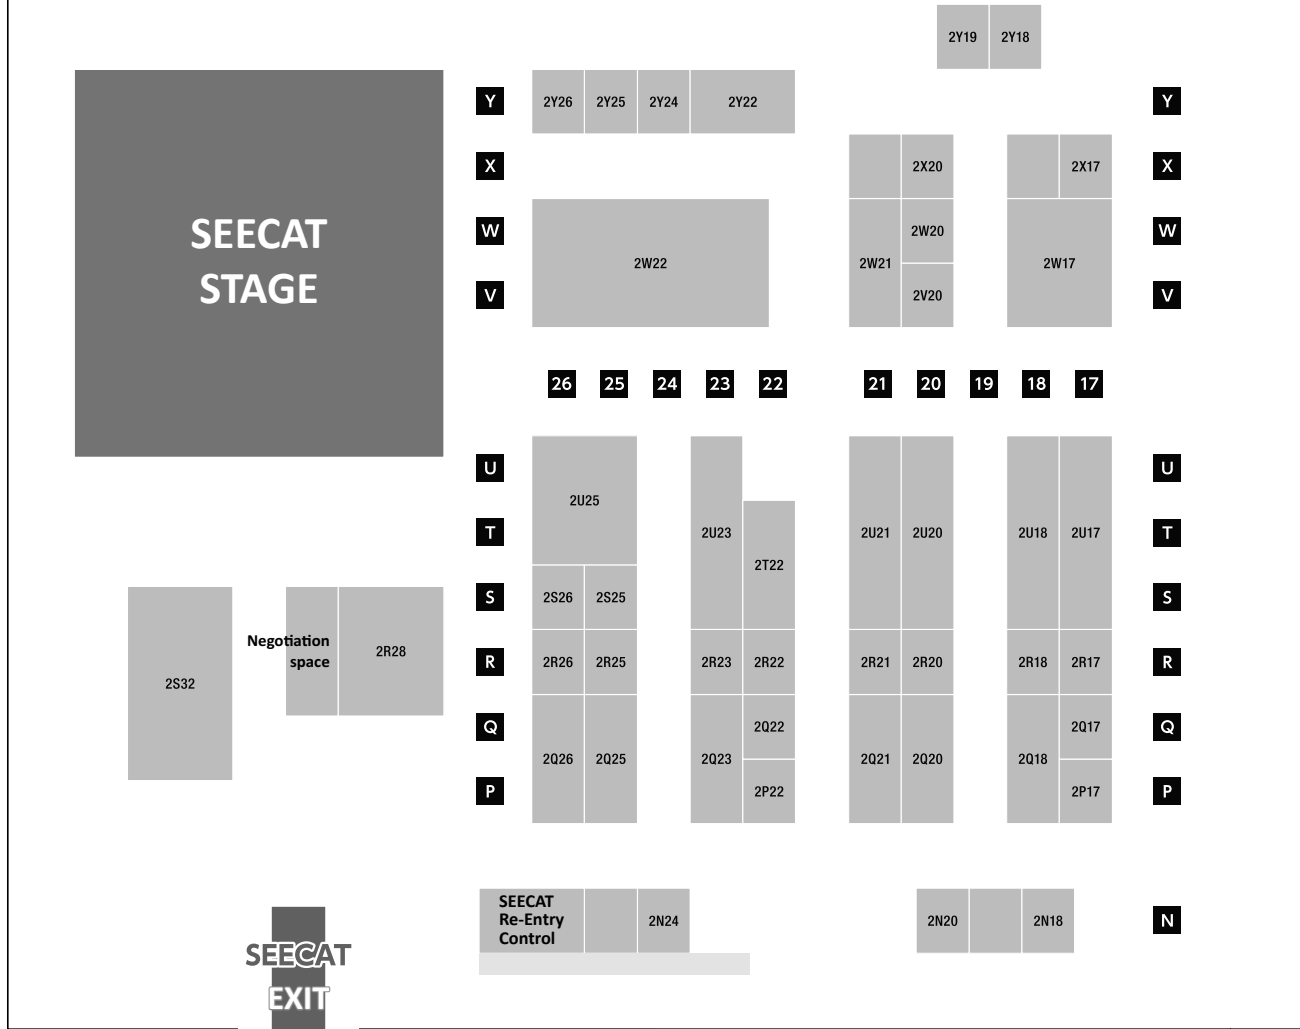 2Y19 2Y18
Y 2Y26 2Y25 2Y24 2Y22 Y
X 2X20 2X17 X
SEECAT
STAGE
W 2W20 W
2W22 2W21 2W17
V 2V20 V
26 25 24 23 22 21 20 19 18 17
U U
2U25
T 2U23 2U21 2U20 2U18 2U17 T
2T22
S 2S26 2S25 S
Negotiation
space
2R28
R 2R26 2R25 2R23 2R22 2R21 2R20 2R18 2R17 R
2S32
Q 2Q22 2Q17 Q
2Q26 2Q25 2Q23 2Q21 2Q20 2Q18
P 2P22 2P17 P
SEECAT
Re-Entry
Control
2N24 2N20 2N18 N
SEECAT
EXIT